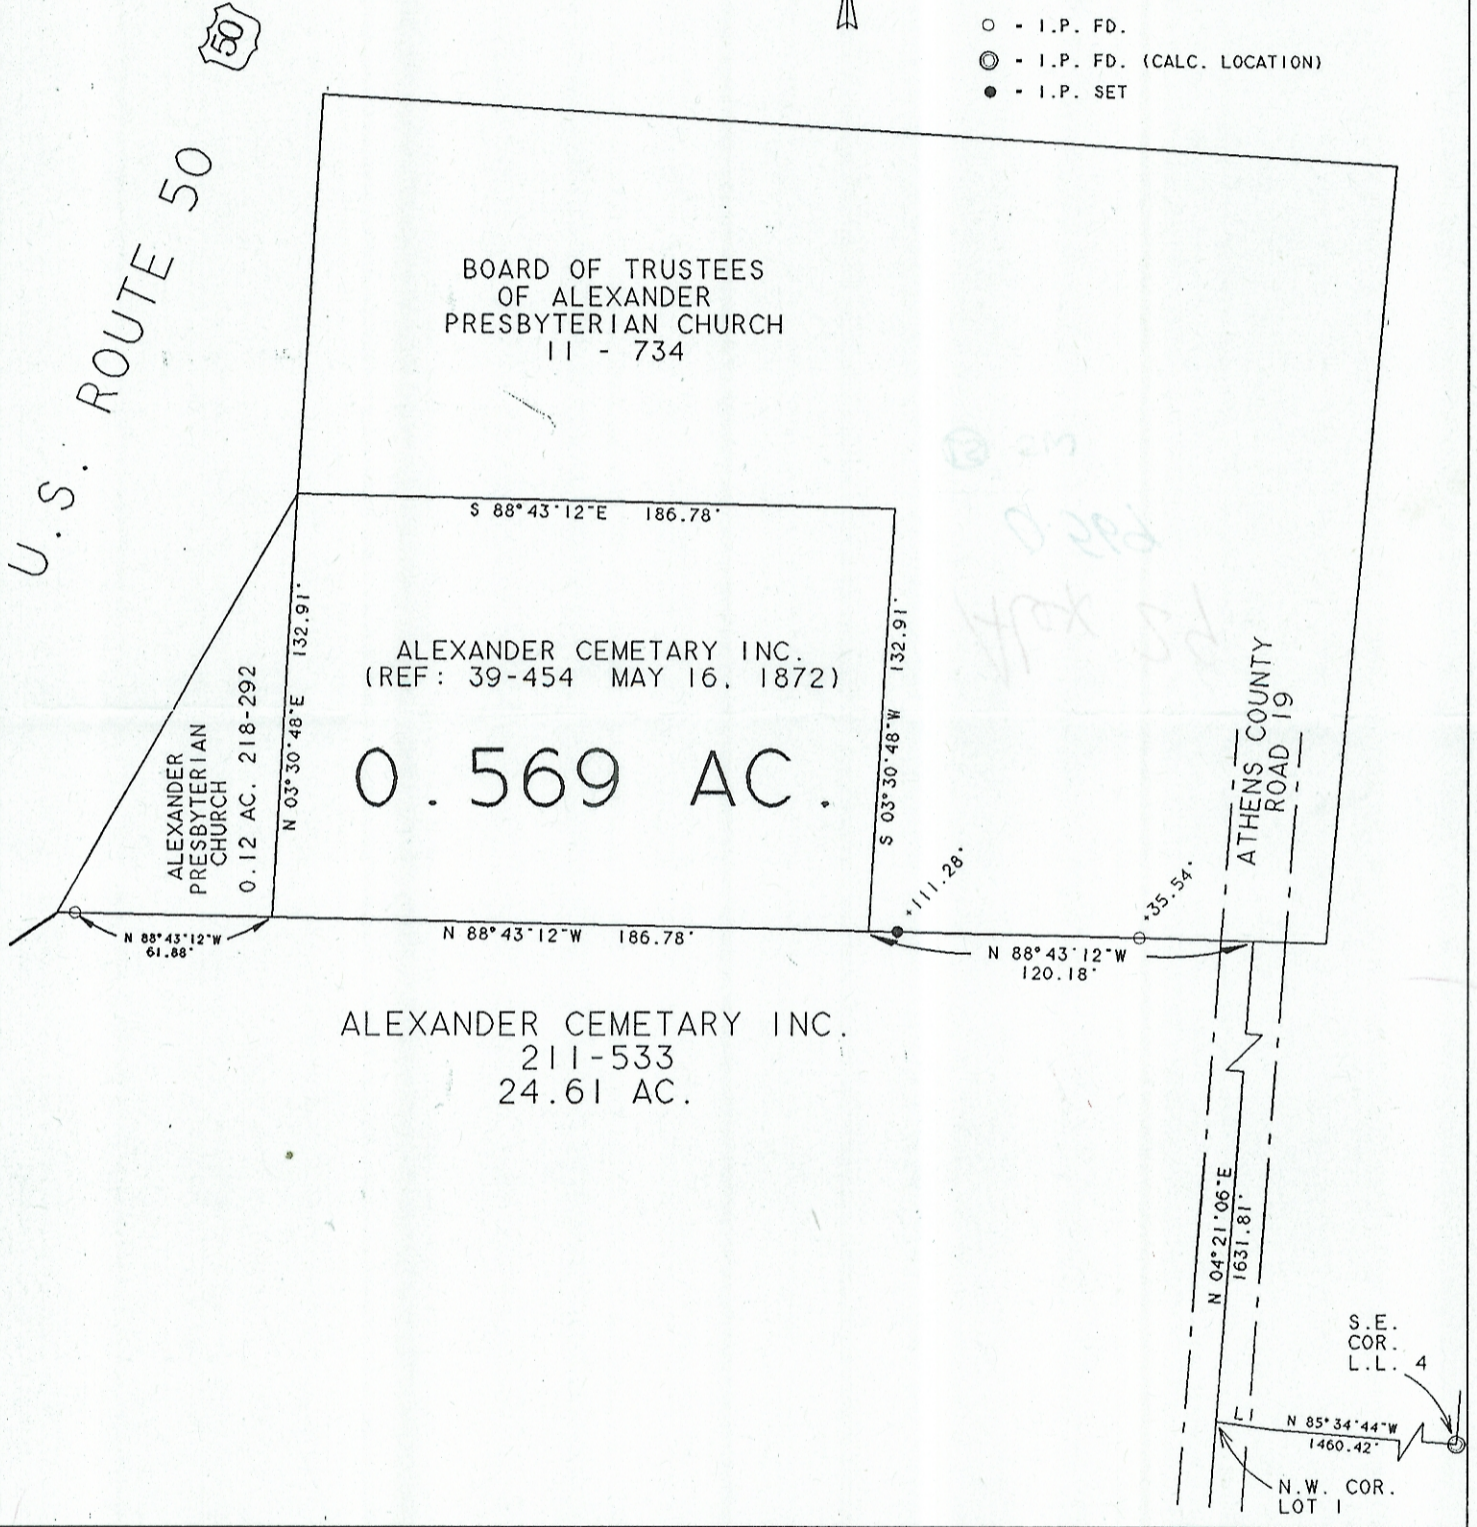 50
○ - I.P. FD.
◎ - I.P. FD. (CALC. LOCATION)
● - I.P. SET
U.S. ROUTE 50
BOARD OF TRUSTEES
OF ALEXANDER
PRESBYTERIAN CHURCH
11 - 734
S 88°43'12"E 186.78'
N 03°30'48"E 132.91'
ALEXANDER CEMETARY INC.
(REF: 39-454 MAY 16, 1872)
0.569 AC.
S 03°30'48"W 132.91'
ALEXANDER
PRESBYTERIAN
CHURCH
0.12 AC. 218-292
ATHENS COUNTY
ROAD 19
+111.28'
+35.54'
N 88°43'12"W
61.88'
N 88°43'12"W 186.78'
N 88°43'12"W
120.18'
ALEXANDER CEMETARY INC.
211-533
24.61 AC.
N 04°21'06"E
1631.81'
S.E.
COR.
L.L. 4
L1
N 85°34'44"W
1460.42'
N.W. COR.
LOT 1